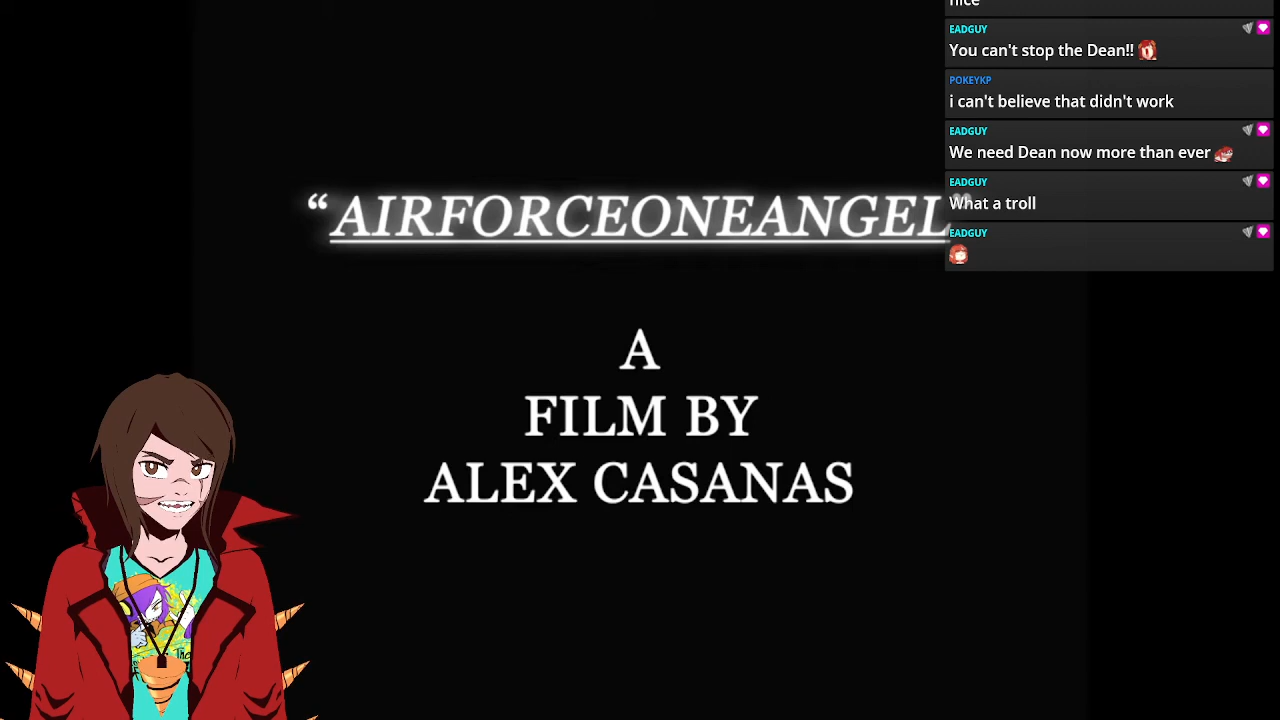 nice
EADGUY
You can't stop the Dean!!
POKEYKP
i can't believe that didn't work
EADGUY
We need Dean now more than ever
EADGUY
What a troll
EADGUY
“AIRFORCEONEANGEL”
A
FILM BY
ALEX CASANAS